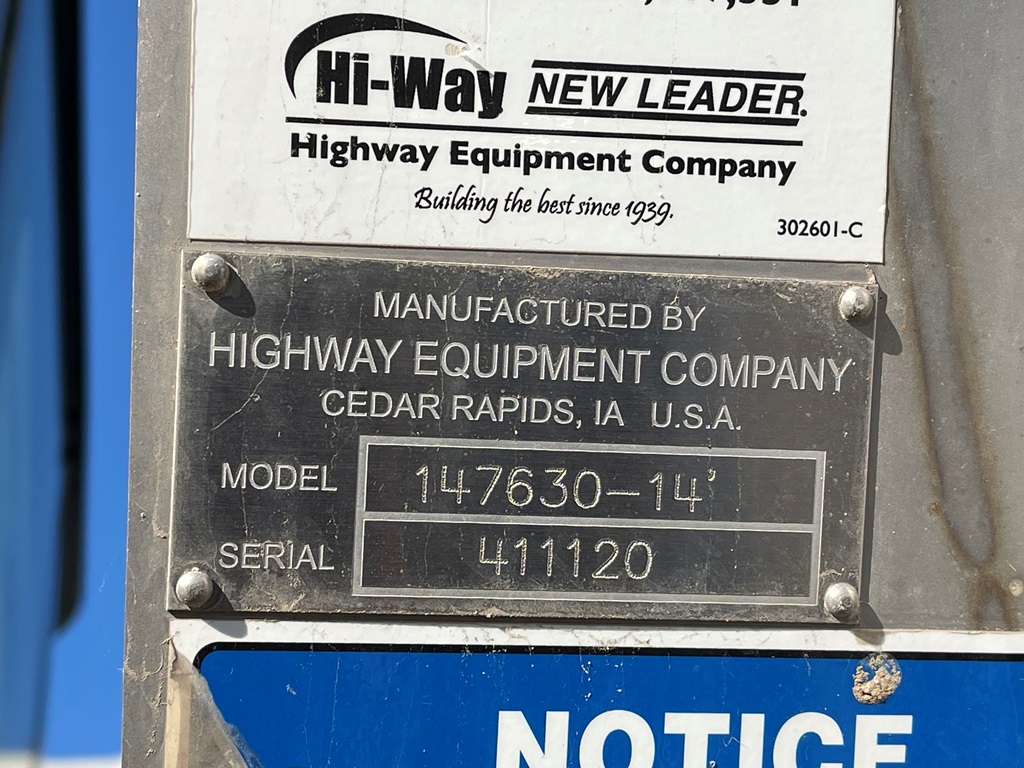 Hi-Way NEW LEADER.
Highway Equipment Company
Building the best since 1939.
302601-C
MANUFACTURED BY
HIGHWAY EQUIPMENT COMPANY
CEDAR RAPIDS, IA U.S.A.
MODEL 147630-14'
SERIAL 411120
NOTICE